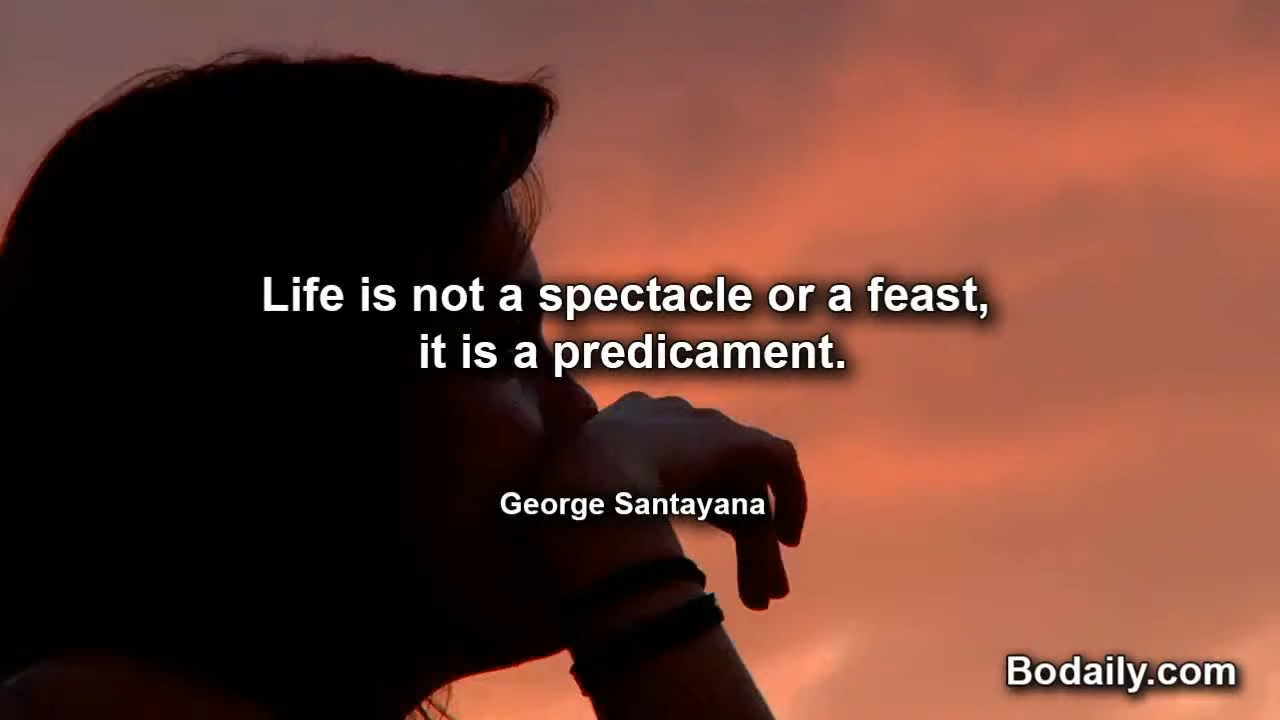 Life is not a spectacle or a feast,
it is a predicament.
George Santayana
Bodaily.com